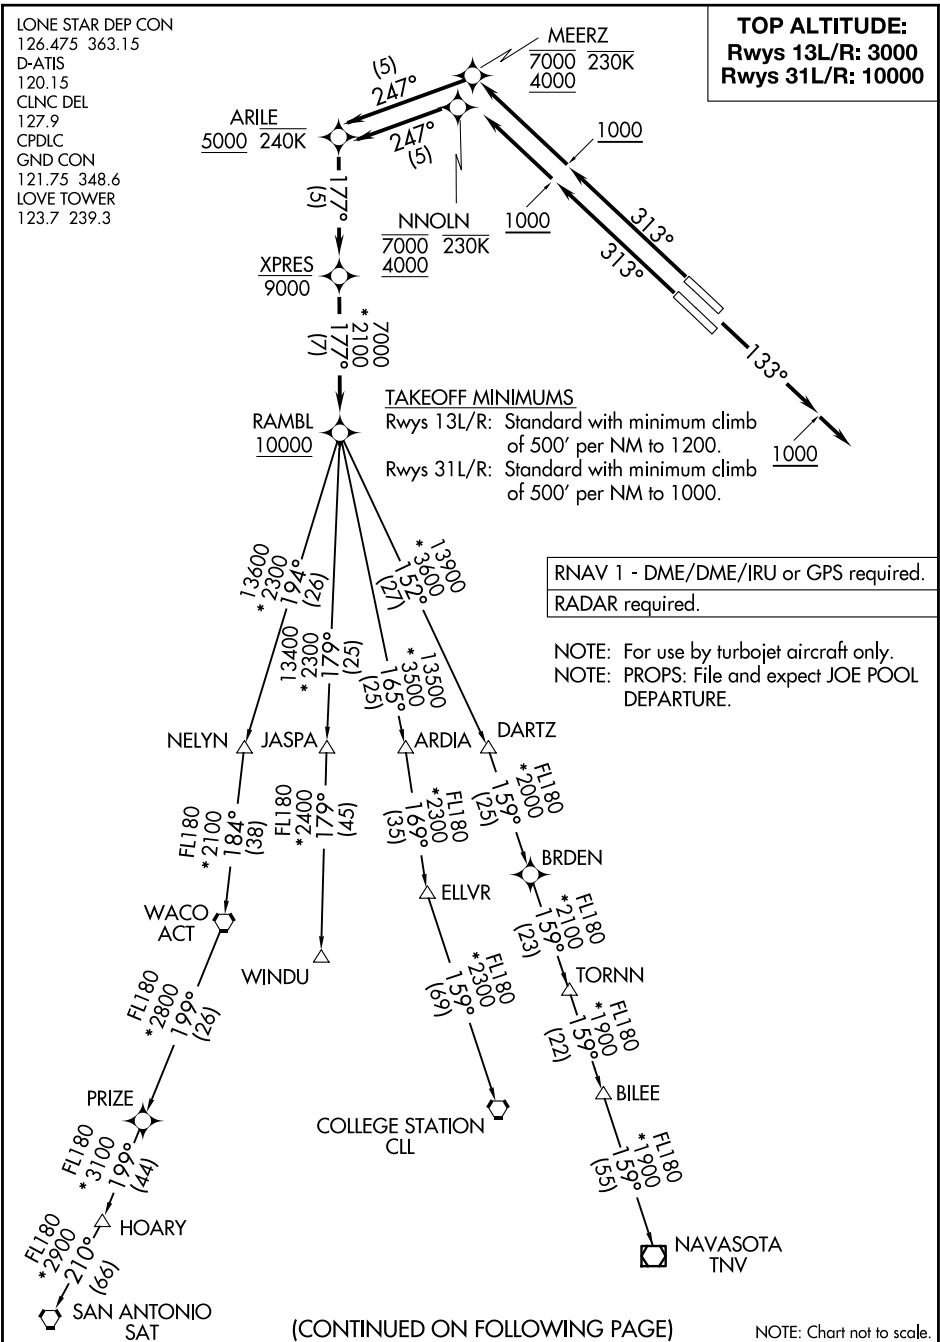 LONE STAR DEP CON
126.475 363.15
D-ATIS
120.15
CLNC DEL
127.9
CPDLC
GND CON
121.75 348.6
LOVE TOWER
123.7 239.3
TOP ALTITUDE:
Rwys 13L/R: 3000
Rwys 31L/R: 10000
MEERZ
7000 230K
4000
(5)
247°
ARILE
5000 240K
247°
(5)
1000
NNOLN
7000 230K
4000
1000
313°
313°
177°
(5)
XPRES
9000
7000
*2100
177°
(7)
133°
1000
RAMBL
10000
TAKEOFF MINIMUMS
Rwys 13L/R: Standard with minimum climb
of 500′ per NM to 1200.
Rwys 31L/R: Standard with minimum climb
of 500′ per NM to 1000.
RNAV 1 - DME/DME/IRU or GPS required.
RADAR required.
NOTE: For use by turbojet aircraft only.
NOTE: PROPS: File and expect JOE POOL
DEPARTURE.
13600
*2300
194°
(26)
13400
*2300
179°
(25)
13500
*3500
165°
(25)
13900
*3600
152°
(27)
NELYN
JASPA
ARDIA
DARTZ
FL180
*2100
184°
(38)
FL180
*2400
179°
(45)
FL180
*2300
169°
(35)
FL180
*2000
159°
(25)
BRDEN
ELLVR
WACO
ACT
WINDU
FL180
*2100
159°
(23)
TORNN
FL180
*2800
199°
(26)
FL180
*2300
159°
(69)
FL180
*1900
159°
(22)
BILEE
PRIZE
COLLEGE STATION
CLL
FL180
*3100
199°
(44)
FL180
*1900
159°
(55)
HOARY
NAVASOTA
TNV
FL180
*2900
210°
(66)
SAN ANTONIO
SAT
(CONTINUED ON FOLLOWING PAGE)
NOTE: Chart not to scale.